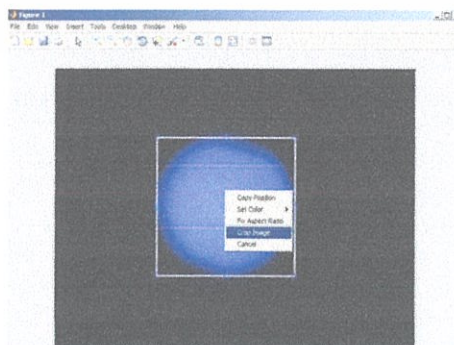 Figure 1
File Edit View Insert Tools Desktop Window Help
Copy Position
Set Color
Fix Aspect Ratio
Crop Image
Cancel